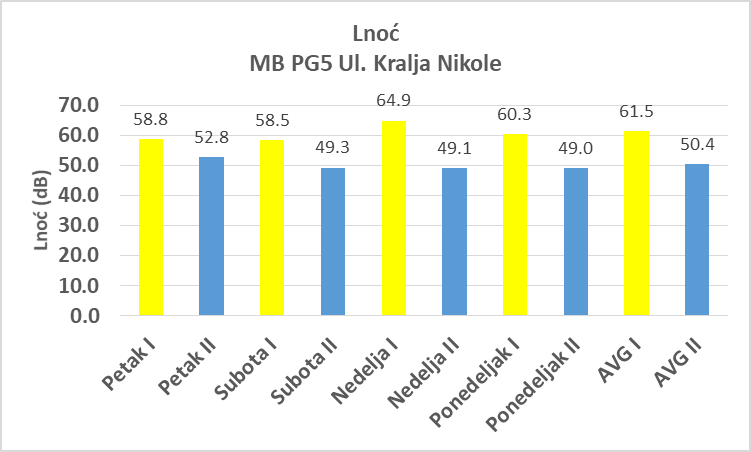 Lnoć
MB PG5 Ul. Kralja Nikole
Lnoć (dB)
70.0
60.0
50.0
40.0
30.0
20.0
10.0
0.0
58.8
52.8
58.5
49.3
64.9
49.1
60.3
49.0
61.5
50.4
Petak I
Petak II
Subota I
Subota II
Nedelja I
Nedelja II
Ponedeljak I
Ponedeljak II
AVG I
AVG II